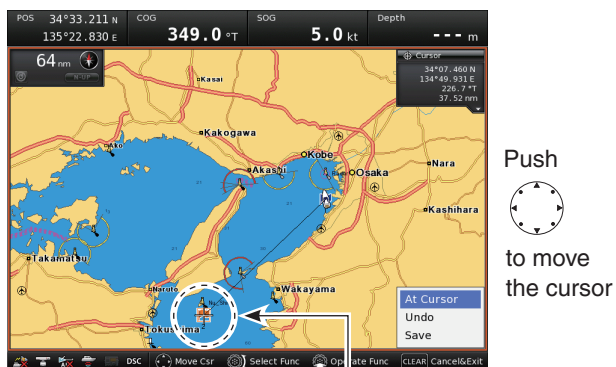 POS 34°33.211 N
135°22.830 E
COG
349.0 °T
SOG
5.0 kt
Depth
--- m
64 nm
N-UP
Cursor
34°07.460 N
134°49.931 E
226.7 °T
37.52 nm
Kasai
Kakogawa
Ako
Kobe
Akashi
Osaka
Nara
Kashihara
Takamatsu
Naruto
Wakayama
Tokushima
At Cursor
Undo
Save
DSC
Move Csr
Select Func
Operate Func
CLEAR Cancel&Exit
Push
to move
the cursor